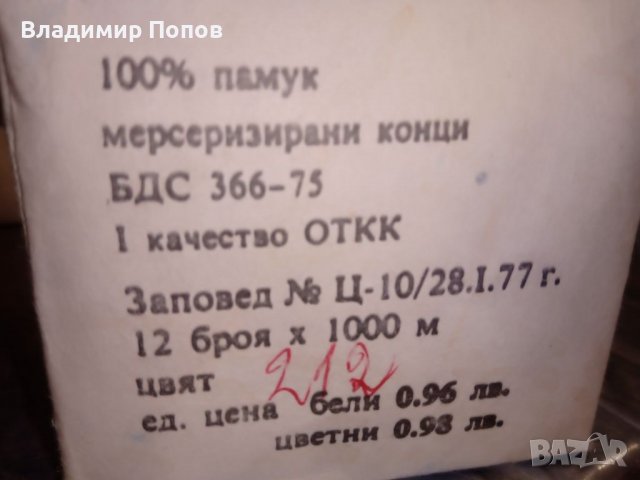 Владимир Попов
100% памук
мерсеризирани конци
БДС 366-75
I качество ОТКК
Заповед № Ц-10/28.I.77 г.
12 броя х 1000 м
цвят 212
ед. цена бели 0.96 лв.
цветни 0.98 лв.
BAZAR